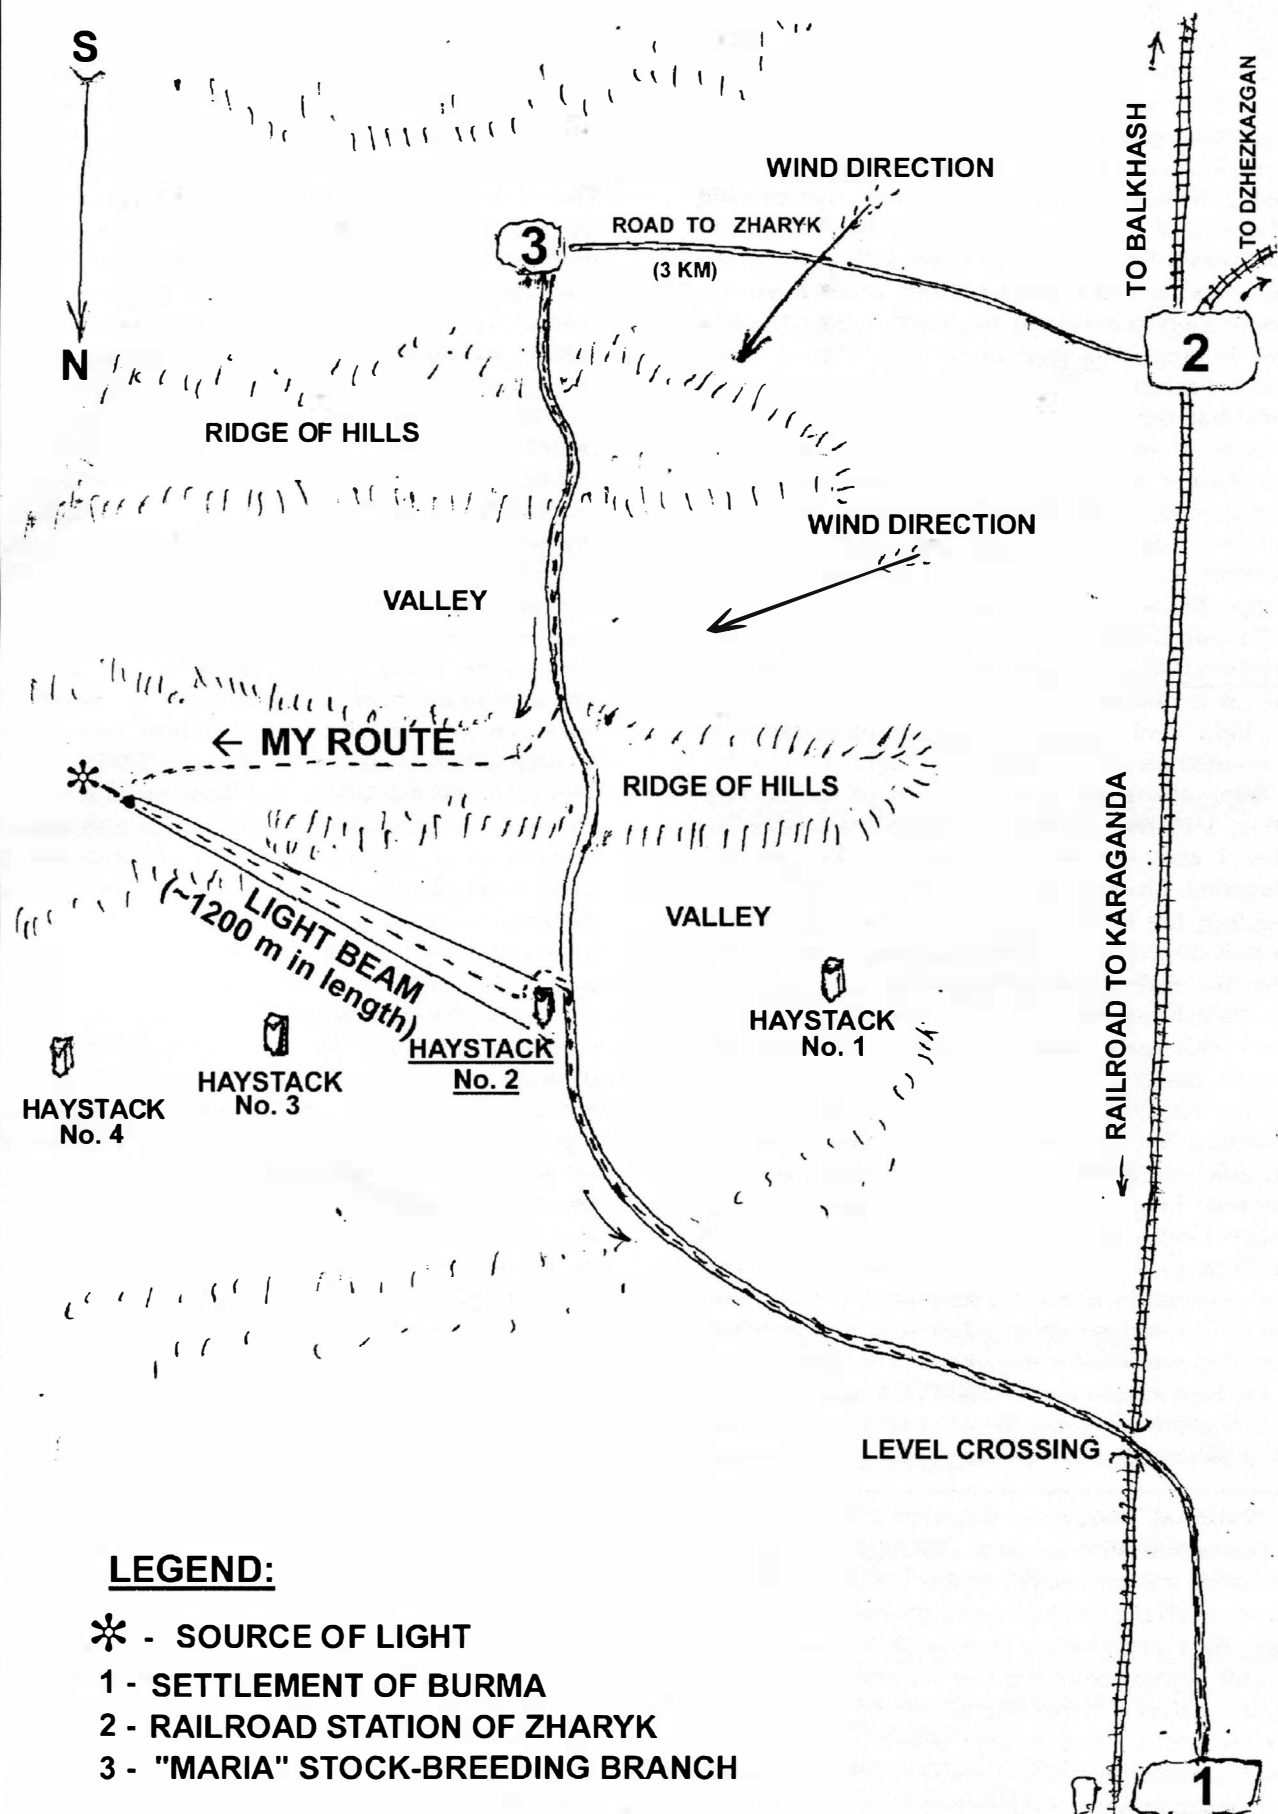 S
N
WIND DIRECTION
TO BALKHASH
TO DZHEZKAZGAN
3
ROAD TO ZHARYK
(3 KM)
2
RIDGE OF HILLS
WIND DIRECTION
VALLEY
← MY ROUTE
RIDGE OF HILLS
RAILROAD TO KARAGANDA
LIGHT BEAM
(~1200 m in length)
VALLEY
HAYSTACK
No. 1
HAYSTACK
No. 2
HAYSTACK
No. 3
HAYSTACK
No. 4
LEVEL CROSSING
LEGEND:
- SOURCE OF LIGHT
1 - SETTLEMENT OF BURMA
2 - RAILROAD STATION OF ZHARYK
3 - "MARIA" STOCK-BREEDING BRANCH
1